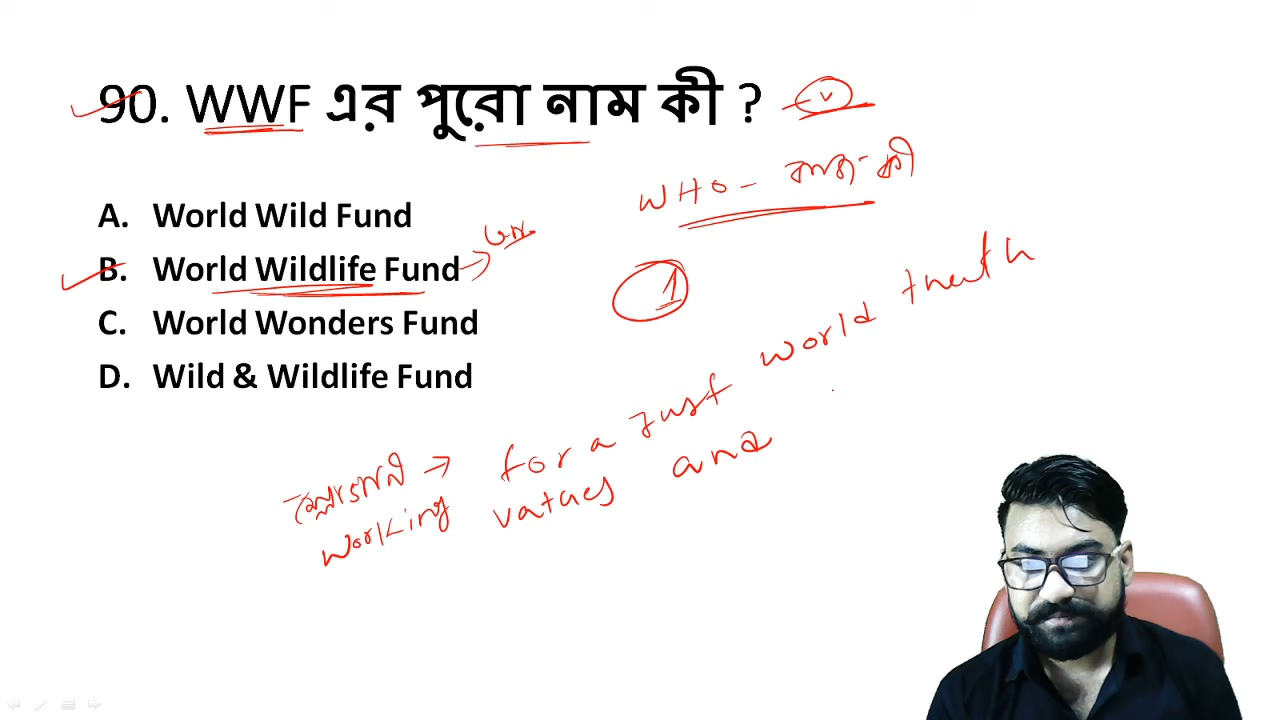 90. WWF এর পুরো নাম কী ? v
WHO - কাজ কী
A. World Wild Fund
B. World Wildlife Fund →
C. World Wonders Fund
D. Wild & Wildlife Fund
1
→ for a Just world
working values and